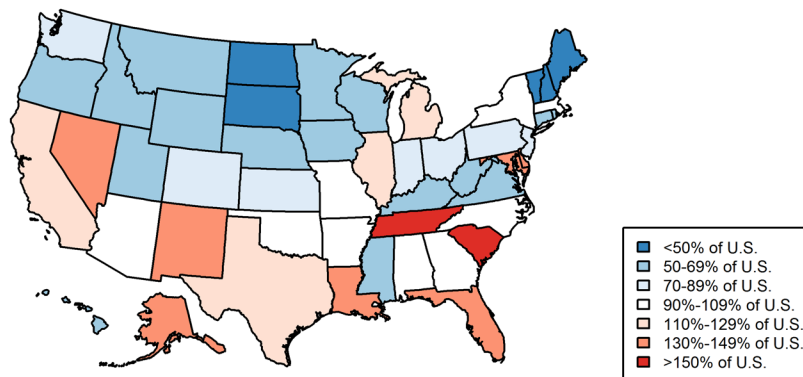 <50% of U.S.
50-69% of U.S.
70-89% of U.S.
90%-109% of U.S.
110%-129% of U.S.
130%-149% of U.S.
>150% of U.S.